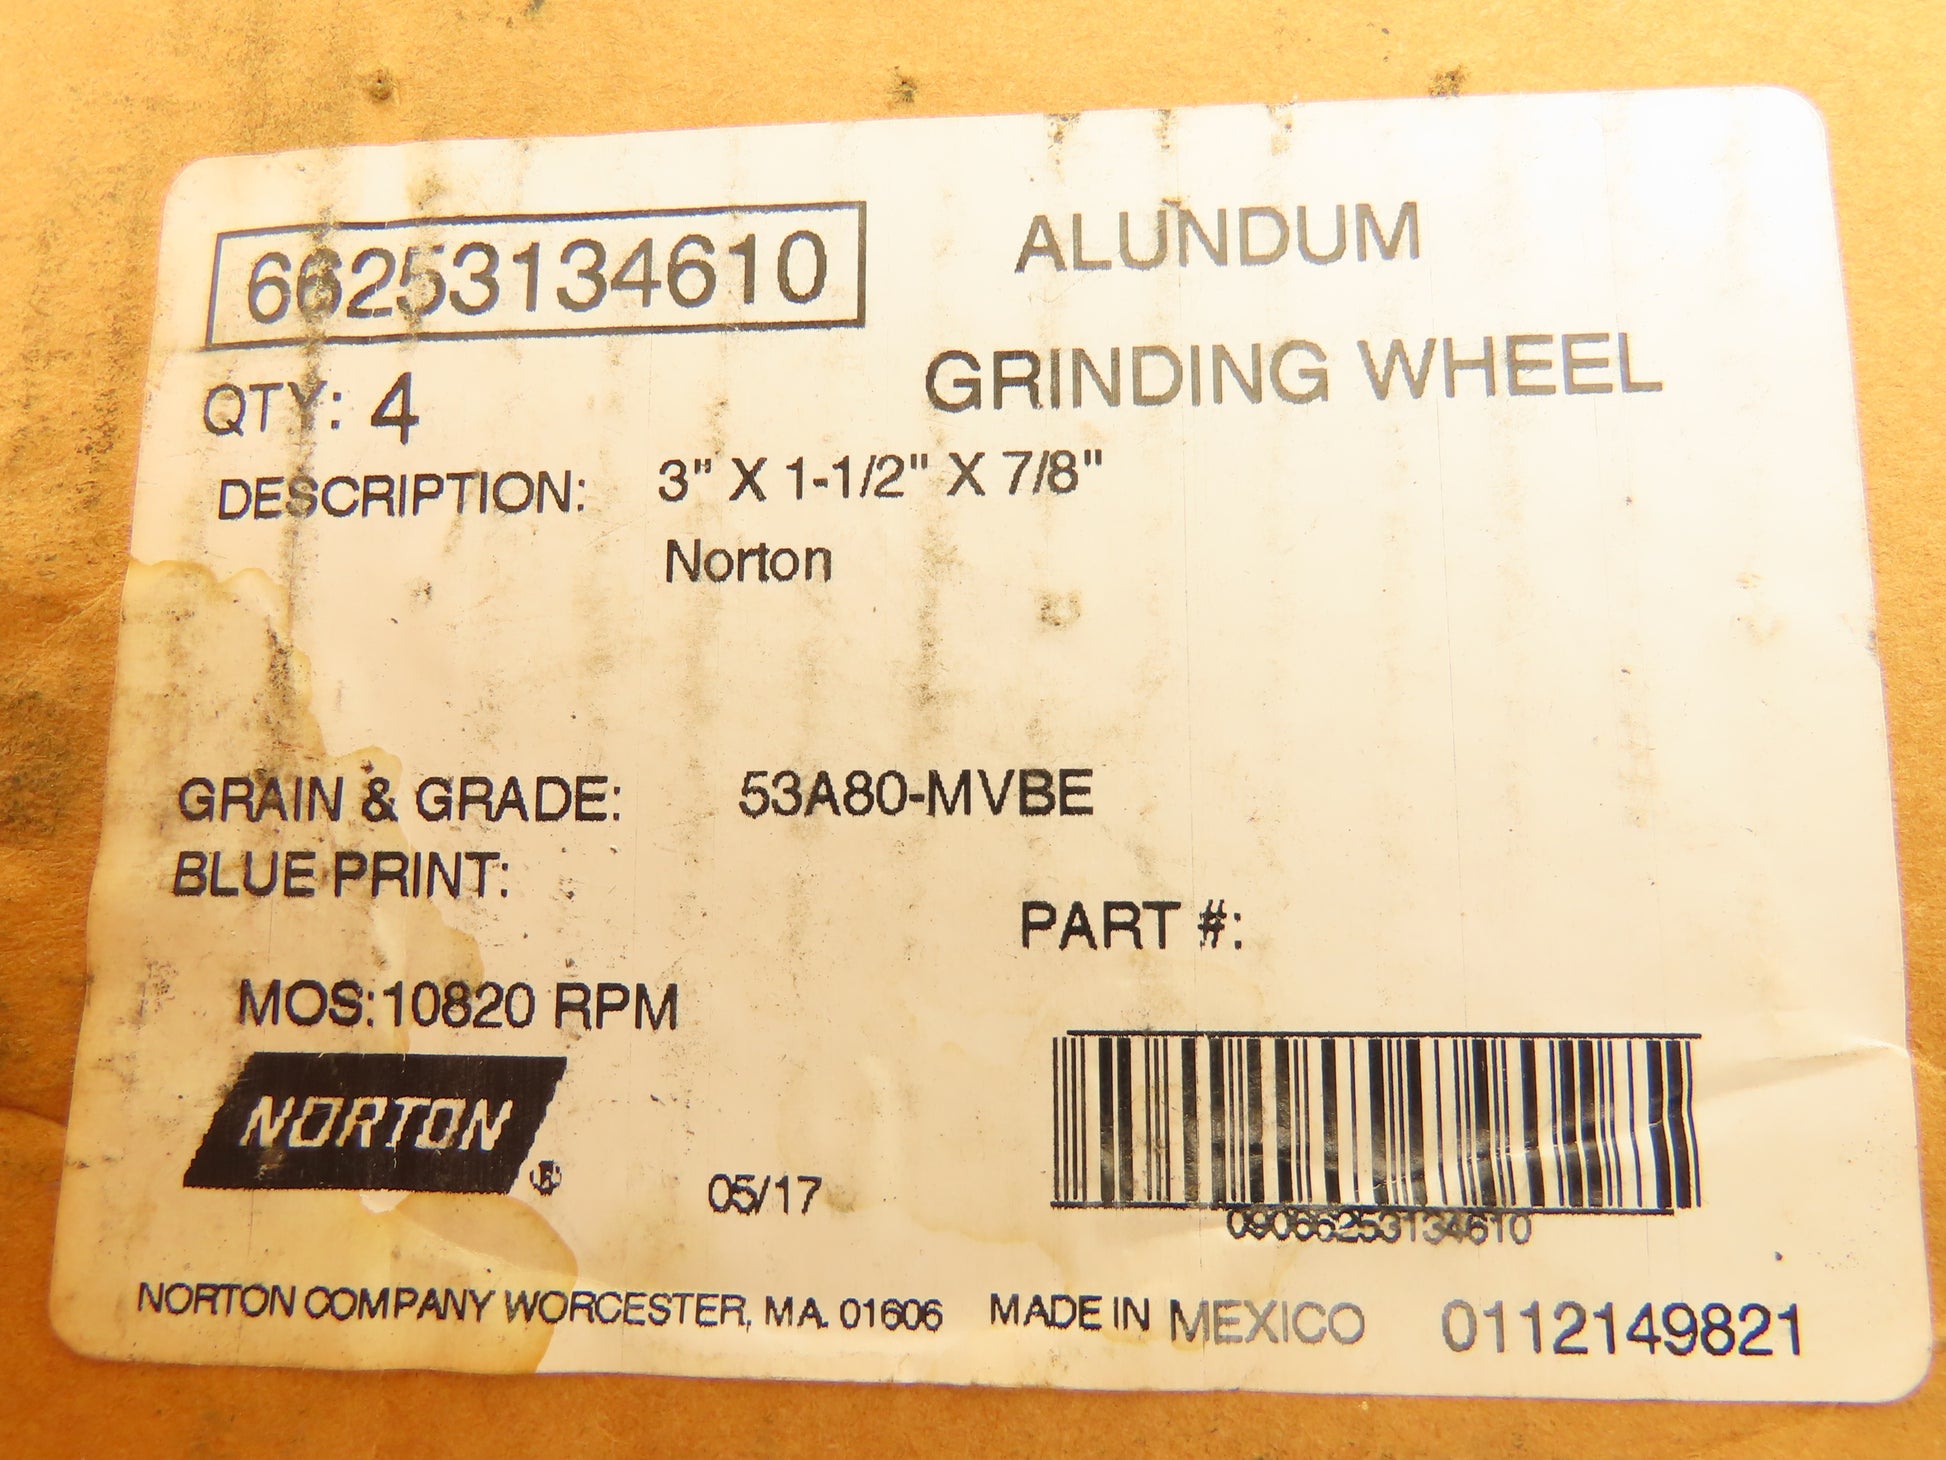 66253134610
ALUNDUM
GRINDING WHEEL
QTY: 4
DESCRIPTION: 3" X 1-1/2" X 7/8"
Norton
GRAIN & GRADE: 53A80-MVBE
BLUE PRINT:
PART #:
MOS:10820 RPM
NORTON®
05/17
09066253134610
NORTON COMPANY WORCESTER, MA. 01606 MADE IN MEXICO 0112149821